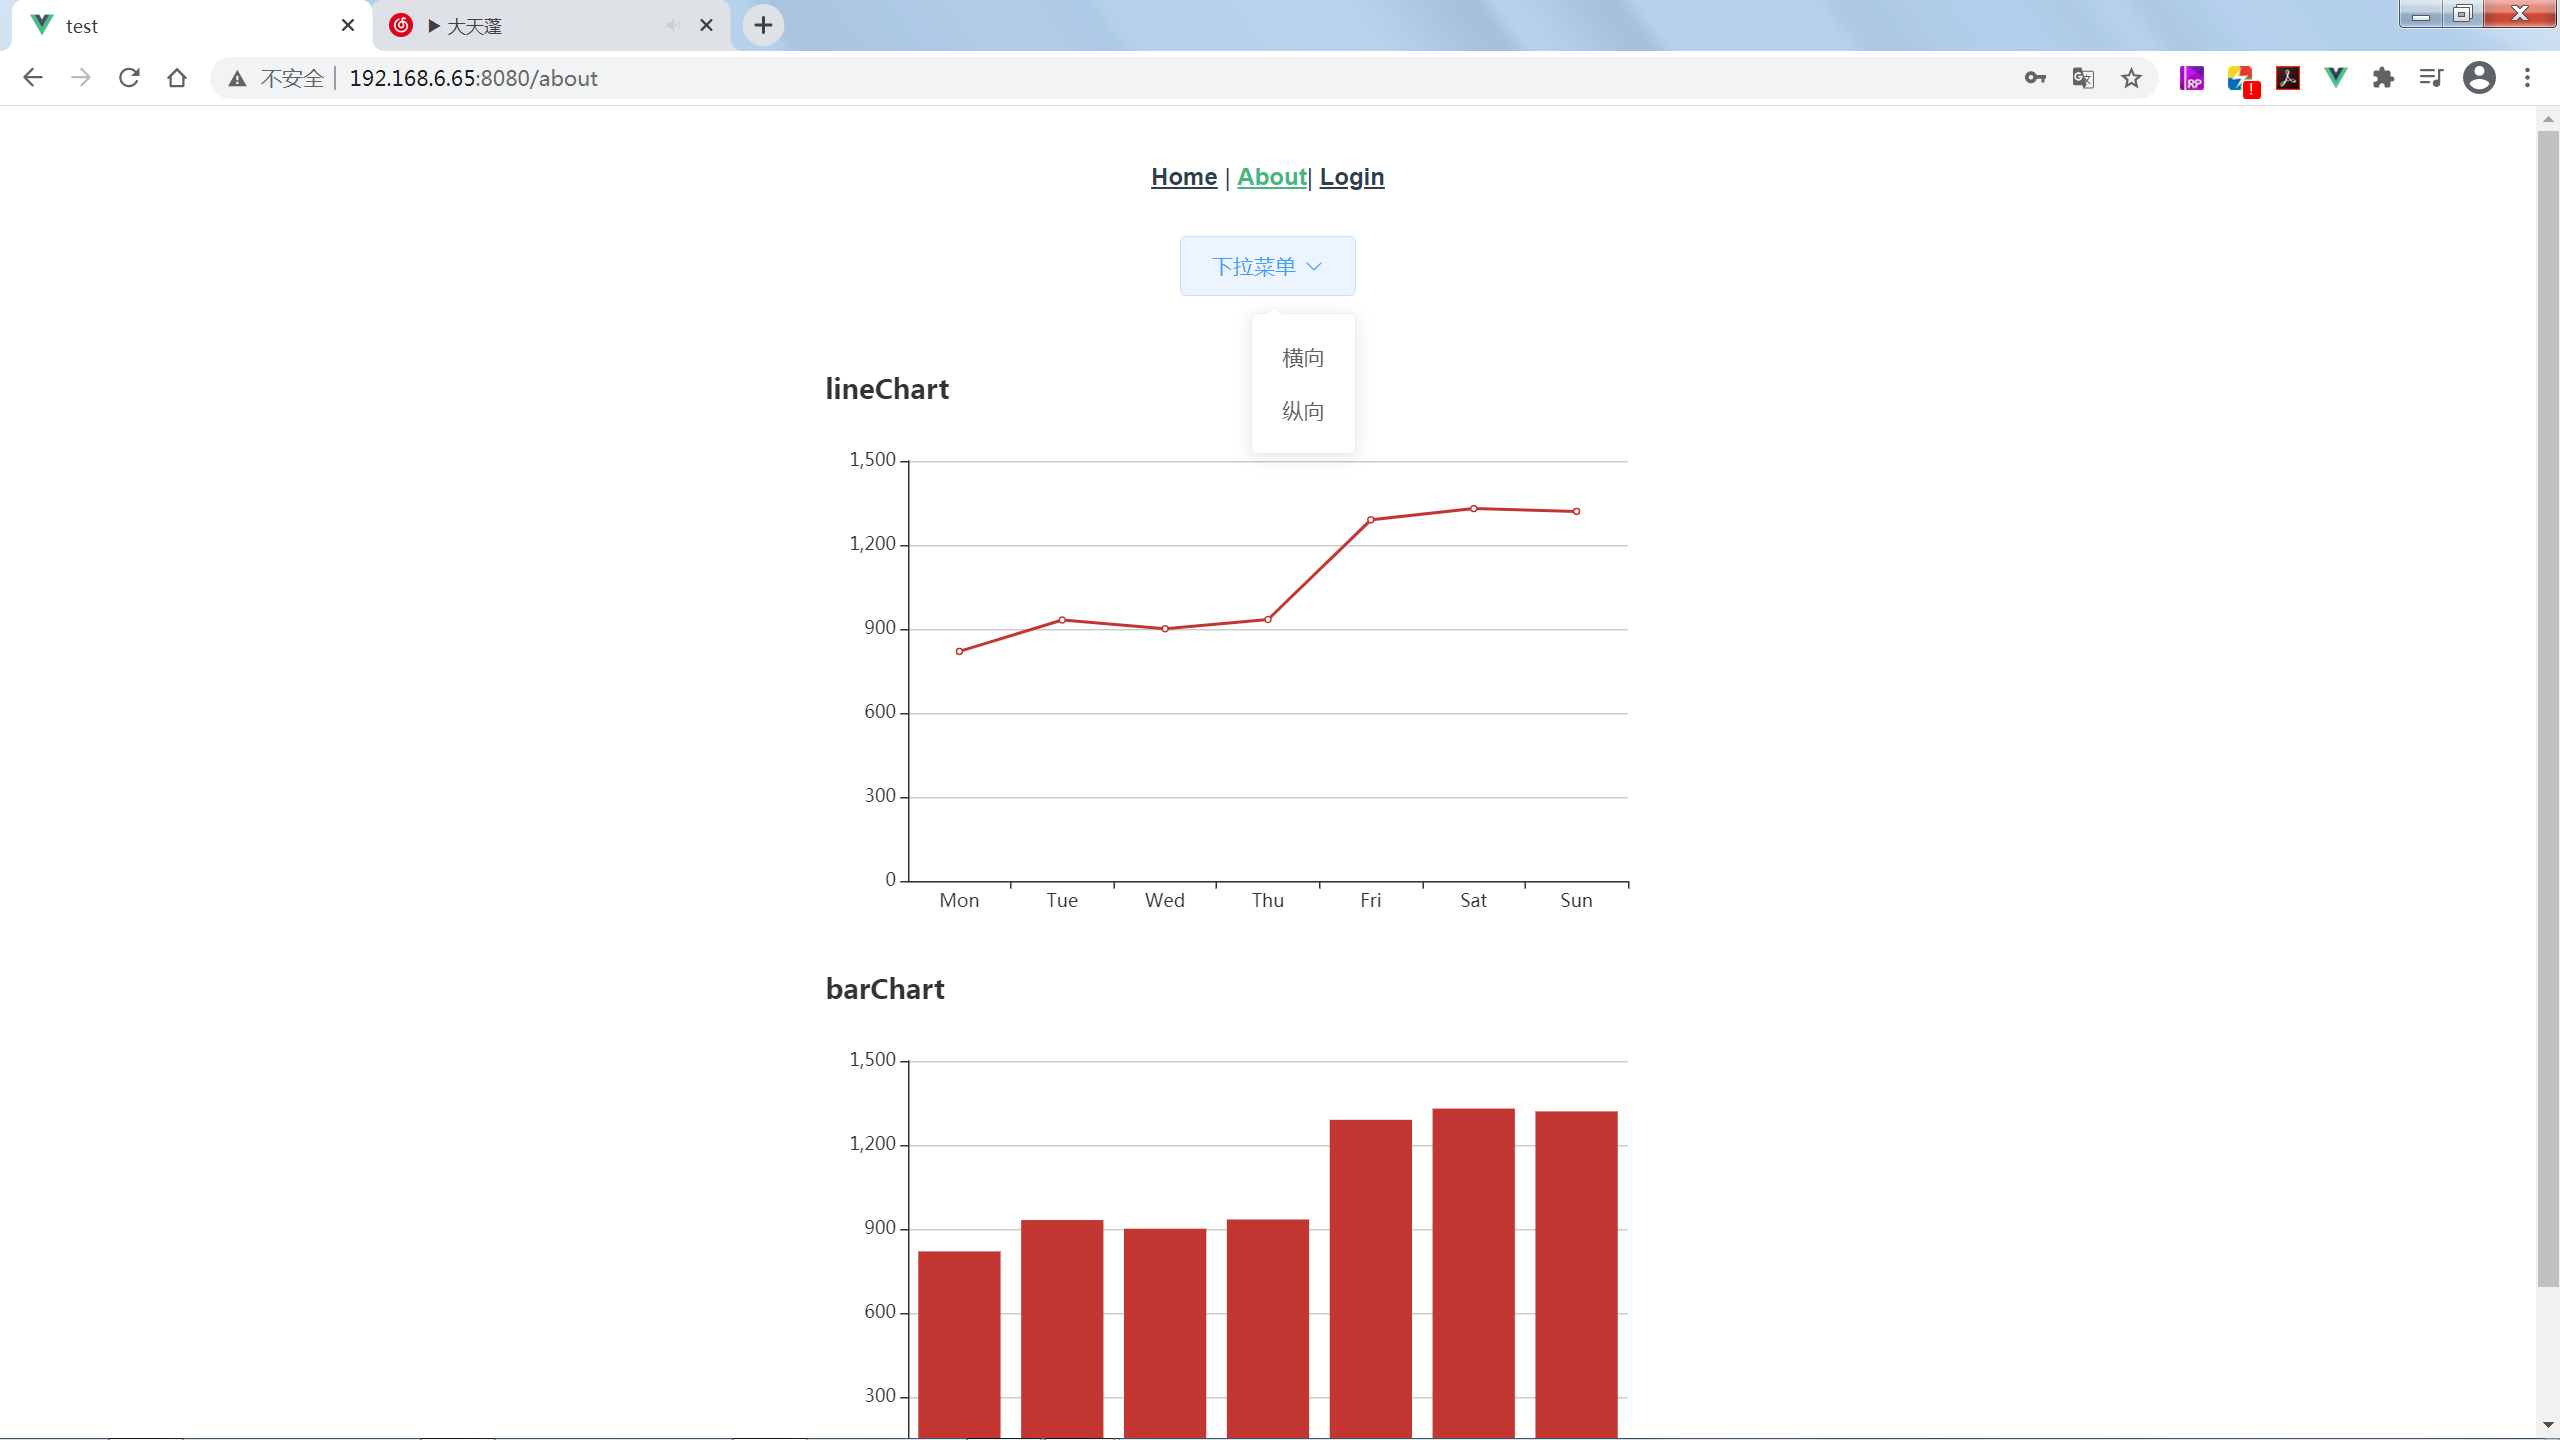 test
▶ 大天蓬
不安全 | 192.168.6.65:8080/about
Home | About| Login
下拉菜单
横向
纵向
lineChart
1,500
1,200
900
600
300
0
Mon Tue Wed Thu Fri Sat Sun
barChart
1,500
1,200
900
600
300